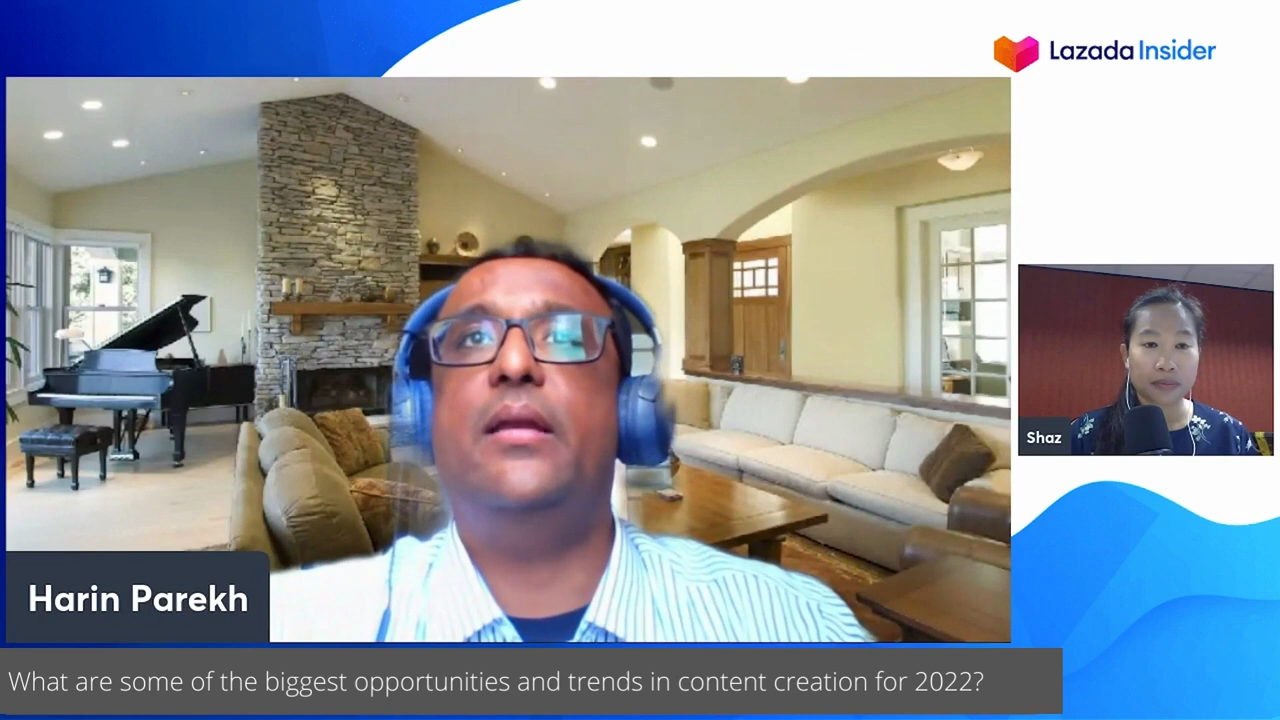 Lazada Insider
Shaz
Harin Parekh
What are some of the biggest opportunities and trends in content creation for 2022?